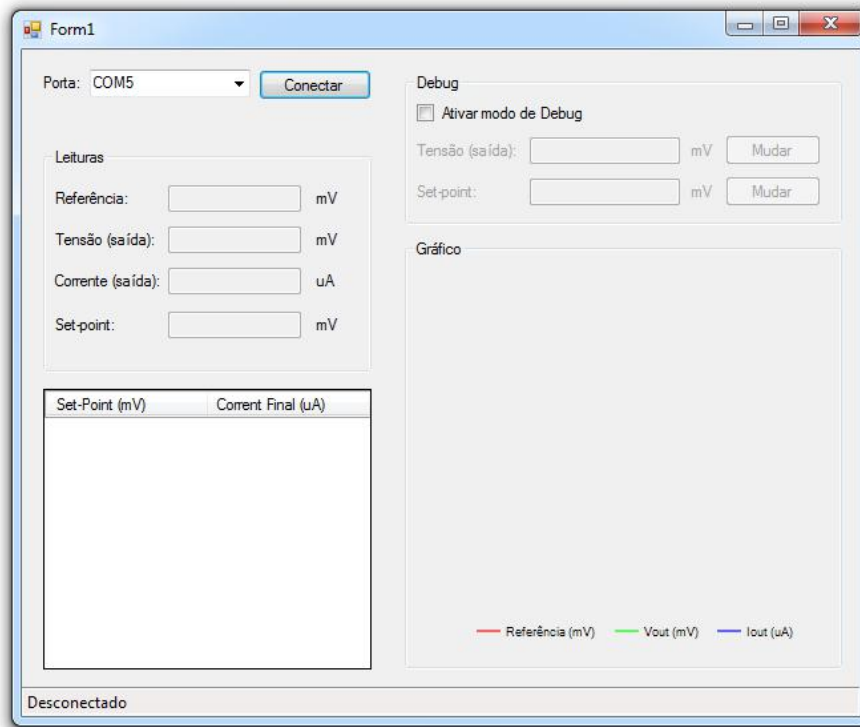 Form1
Porta: COM5 Conectar
Leituras
Referência: mV
Tensão (saída): mV
Corrente (saída): uA
Set-point: mV
Set-Point (mV) Corrent Final (uA)
Debug
Ativar modo de Debug
Tensão (saída): mV Mudar
Set-point: mV Mudar
Gráfico
Referência (mV) Vout (mV) Iout (uA)
Desconectado